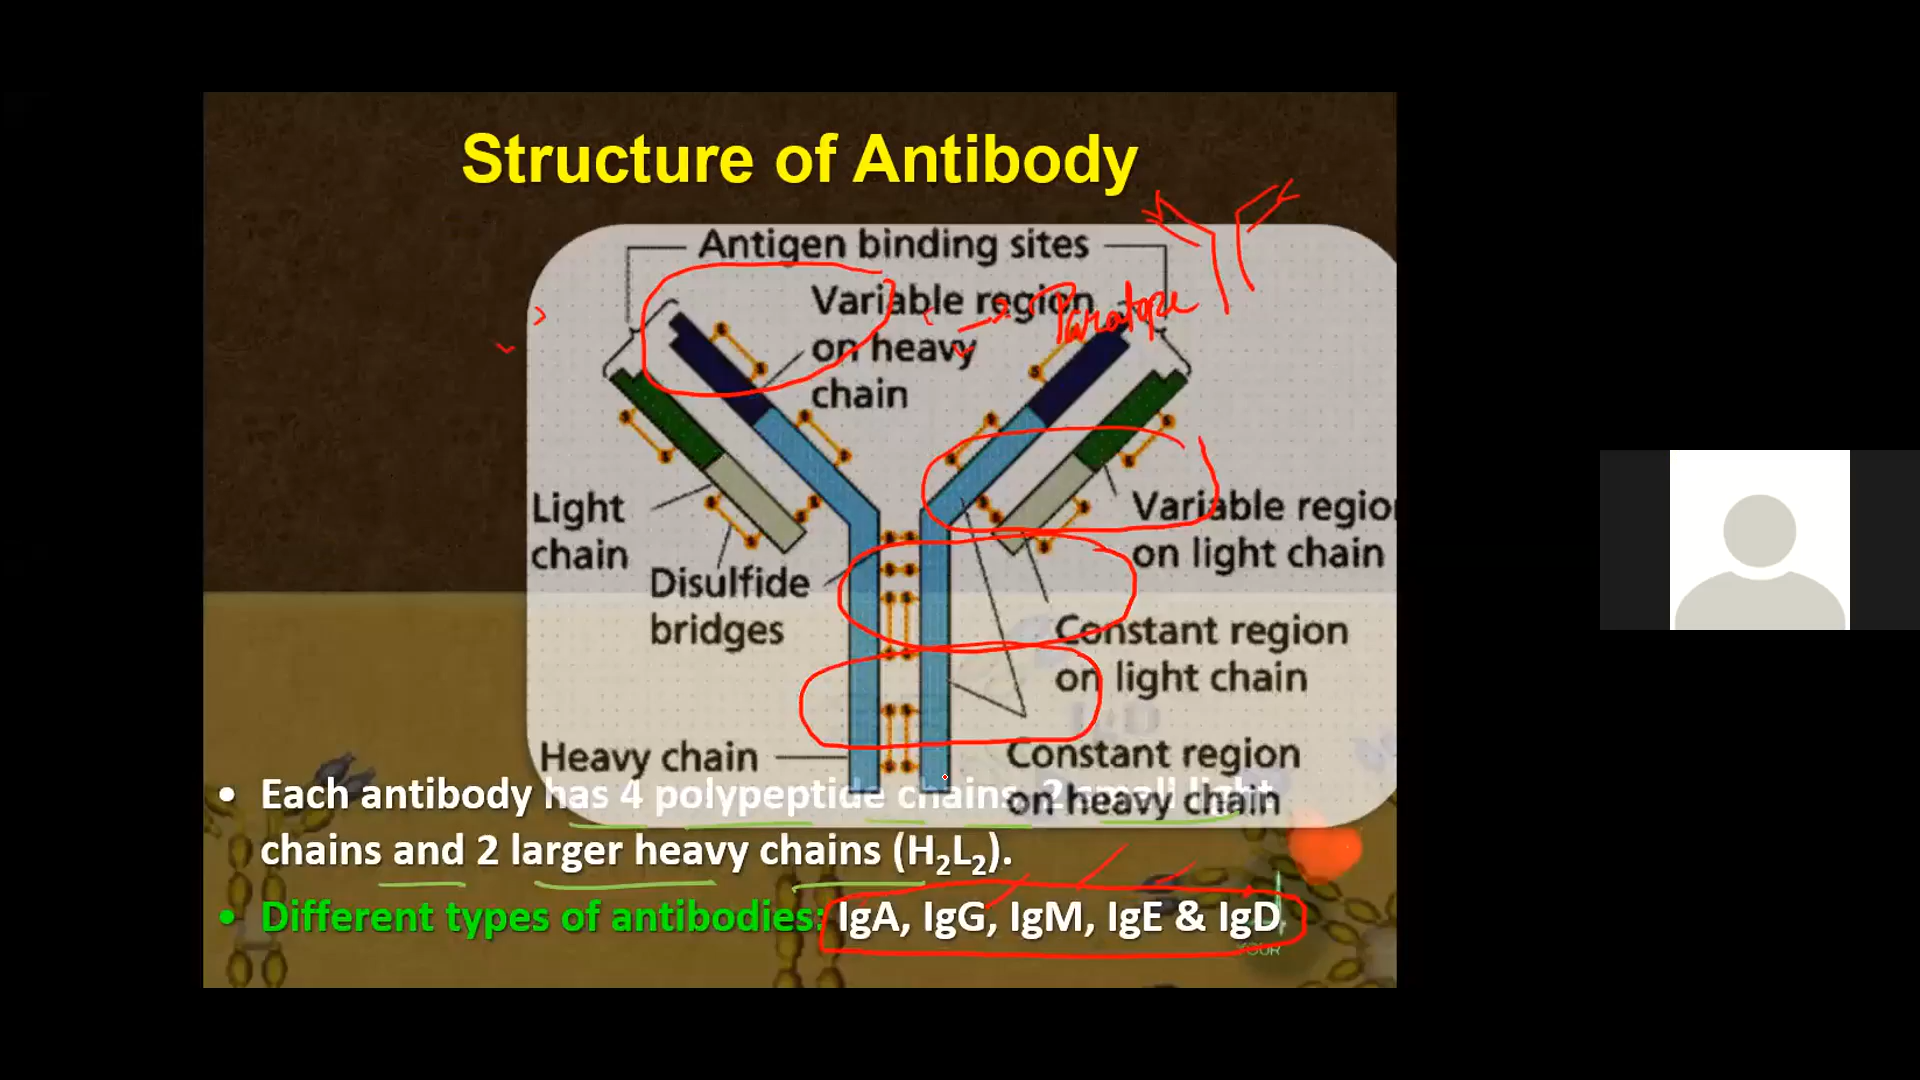 Structure of Antibody
Antigen binding sites
Variable region
on heavy
chain
Paratope
Light
chain
Variable regio
on light chain
Disulfide
bridges
Constant region
on light chain
Heavy chain
Constant region
on heavy chain
• Each antibody has 4 polypeptide chains, 2 small light
chains and 2 larger heavy chains (H₂L₂).
• Different types of antibodies: IgA, IgG, IgM, IgE & IgD
YOUR